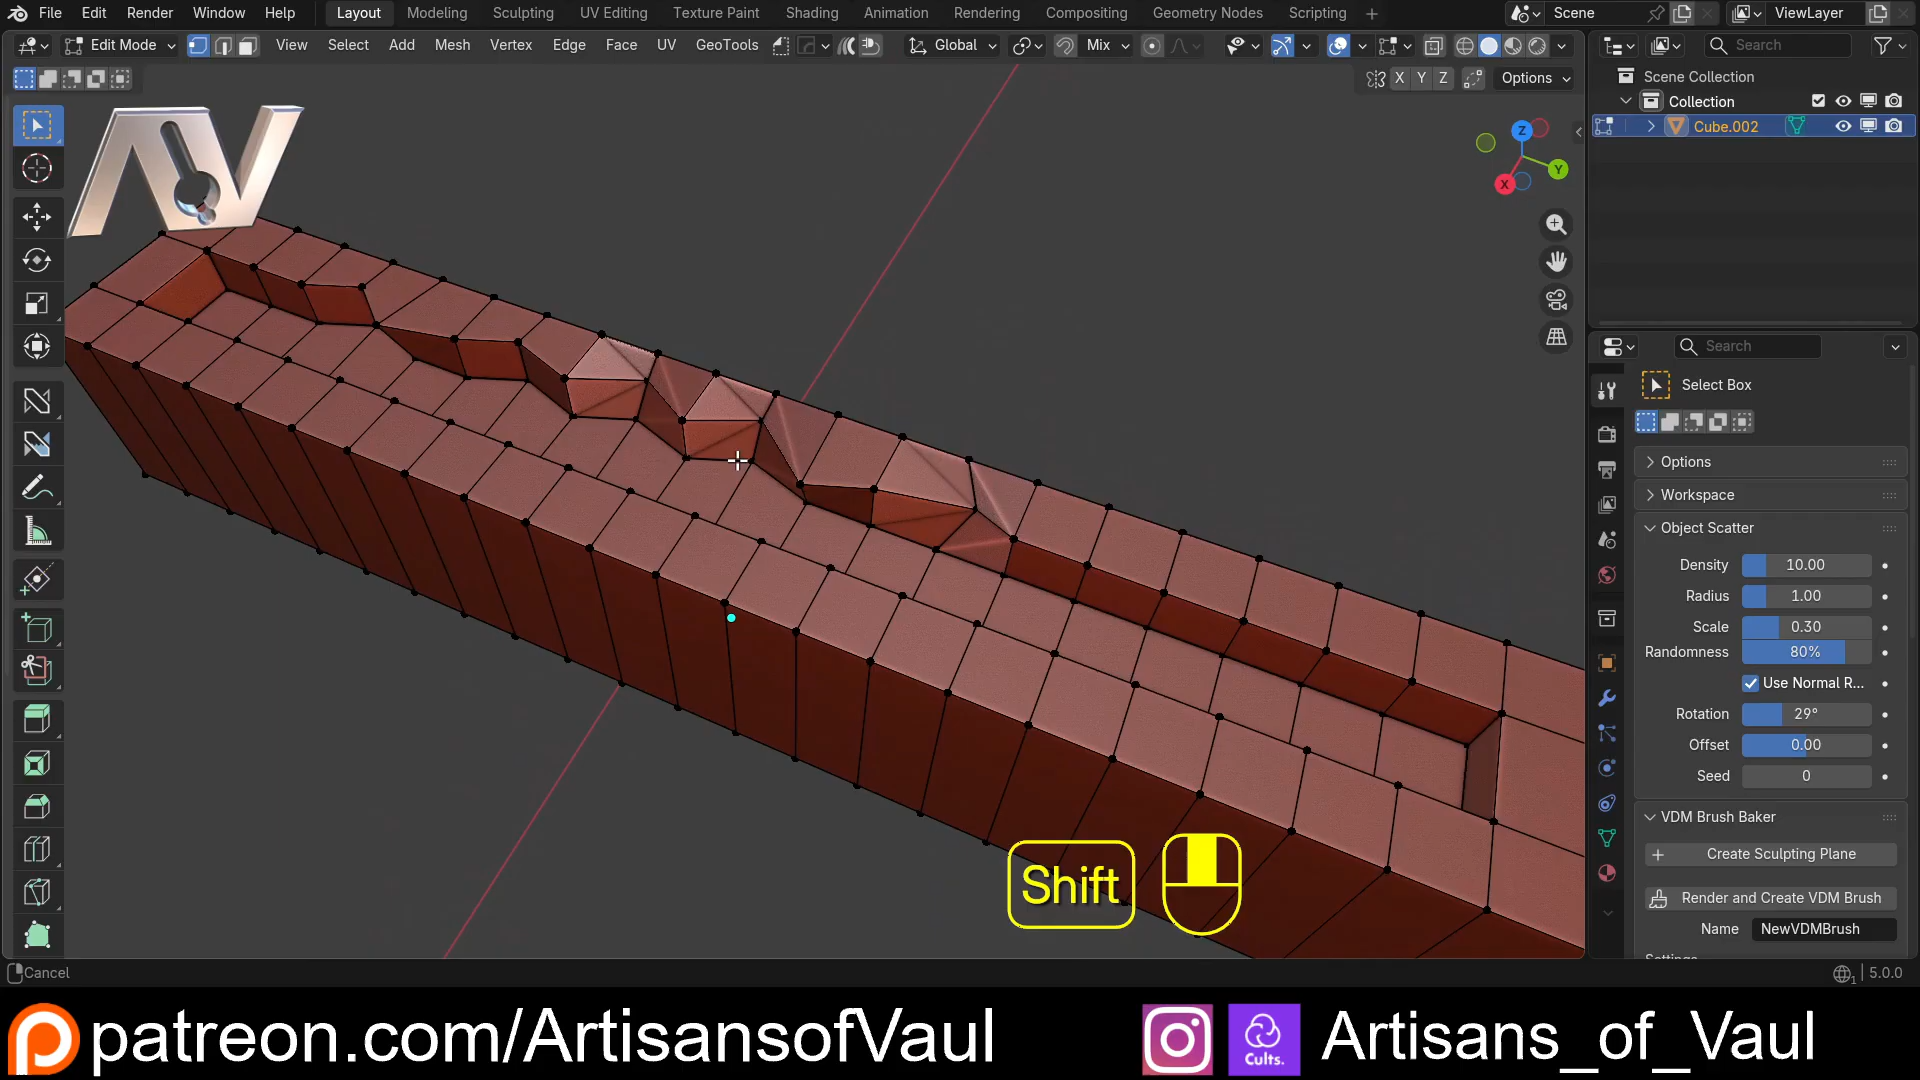 File Edit Render Window Help Layout Modeling Sculpting UV Editing Texture Paint Shading Animation Rendering Compositing Geometry Nodes Scripting + Scene ViewLayer
Edit Mode View Select Add Mesh Vertex Edge Face UV GeoTools Global Mix Search
X Y Z Options
Scene Collection
Collection
Cube.002
Z
Y
X
Search
Select Box
Options
Workspace
Object Scatter
Density 10.00
Radius 1.00
Scale 0.30
Randomness 80%
Use Normal R...
Rotation 29°
Offset 0.00
Seed 0
VDM Brush Baker
Create Sculpting Plane
Render and Create VDM Brush
Name NewVDMBrush
Shift
Cancel 5.0.0
patreon.com/ArtisansofVaul Cults. Artisans_of_Vaul